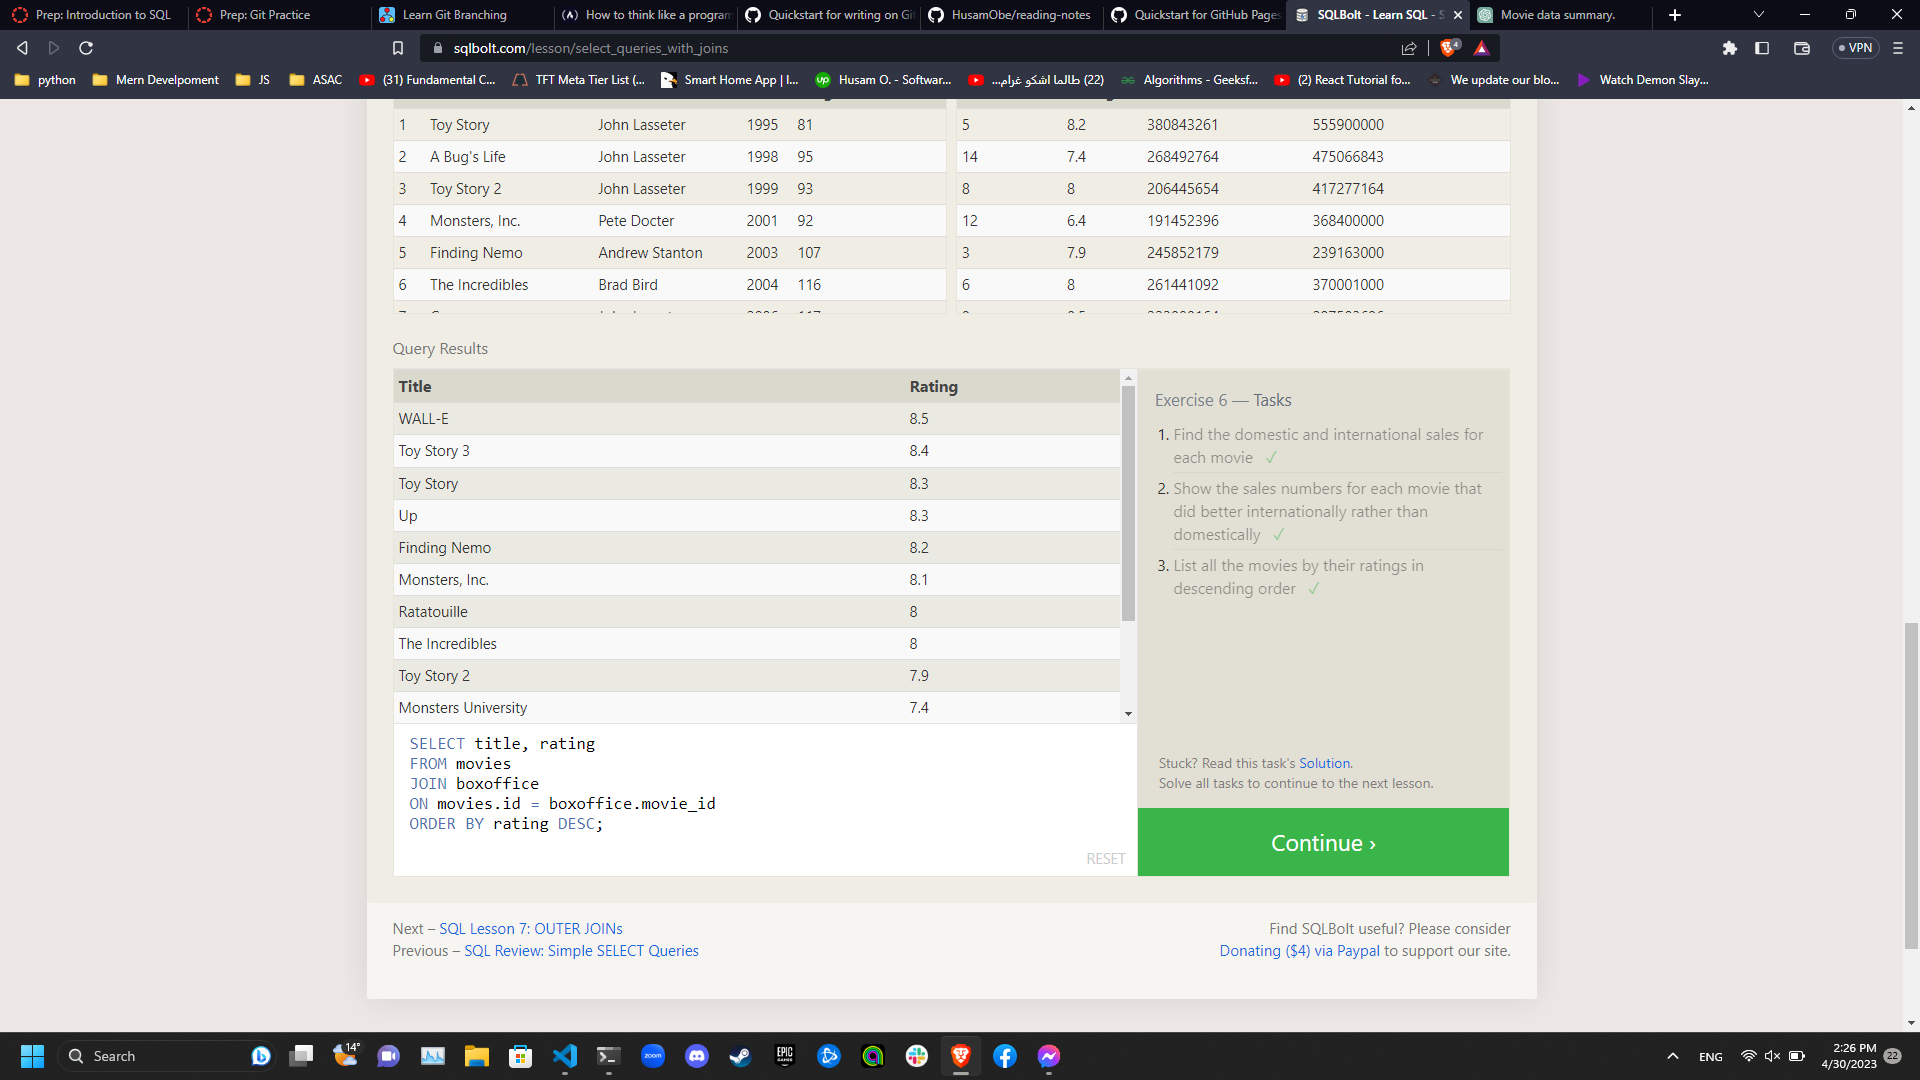 Prep: Introduction to SQL
Prep: Git Practice
Learn Git Branching
How to think like a program
Quickstart for writing on Git
HusamObe/reading-notes
Quickstart for GitHub Pages
SQLBolt - Learn SQL - S
Movie data summary.
sqlbolt.com/lesson/select_queries_with_joins
4
VPN
python
Mern Develpoment
JS
ASAC
(31) Fundamental C...
TFT Meta Tier List (...
Smart Home App | I...
up
Husam O. - Softwar...
(22) طالما اشكو غرام...
Algorithms - Geeksf...
(2) React Tutorial fo...
We update our blo...
Watch Demon Slay...
1 Toy Story John Lasseter 1995 81
2 A Bug's Life John Lasseter 1998 95
3 Toy Story 2 John Lasseter 1999 93
4 Monsters, Inc. Pete Docter 2001 92
5 Finding Nemo Andrew Stanton 2003 107
6 The Incredibles Brad Bird 2004 116
5 8.2 380843261 555900000
14 7.4 268492764 475066843
8 8 206445654 417277164
12 6.4 191452396 368400000
3 7.9 245852179 239163000
6 8 261441092 370001000
Query Results
Title Rating
WALL-E 8.5
Toy Story 3 8.4
Toy Story 8.3
Up 8.3
Finding Nemo 8.2
Monsters, Inc. 8.1
Ratatouille 8
The Incredibles 8
Toy Story 2 7.9
Monsters University 7.4
SELECT title, rating
FROM movies
JOIN boxoffice
ON movies.id = boxoffice.movie_id
ORDER BY rating DESC;
RESET
Exercise 6 — Tasks
1. Find the domestic and international sales for
each movie ✓
2. Show the sales numbers for each movie that
did better internationally rather than
domestically ✓
3. List all the movies by their ratings in
descending order ✓
Stuck? Read this task's Solution.
Solve all tasks to continue to the next lesson.
Continue ›
Next – SQL Lesson 7: OUTER JOINs
Previous – SQL Review: Simple SELECT Queries
Find SQLBolt useful? Please consider
Donating ($4) via Paypal to support our site.
Search
14°
zoom
EPIC GAMES
ENG
2:26 PM
4/30/2023
22